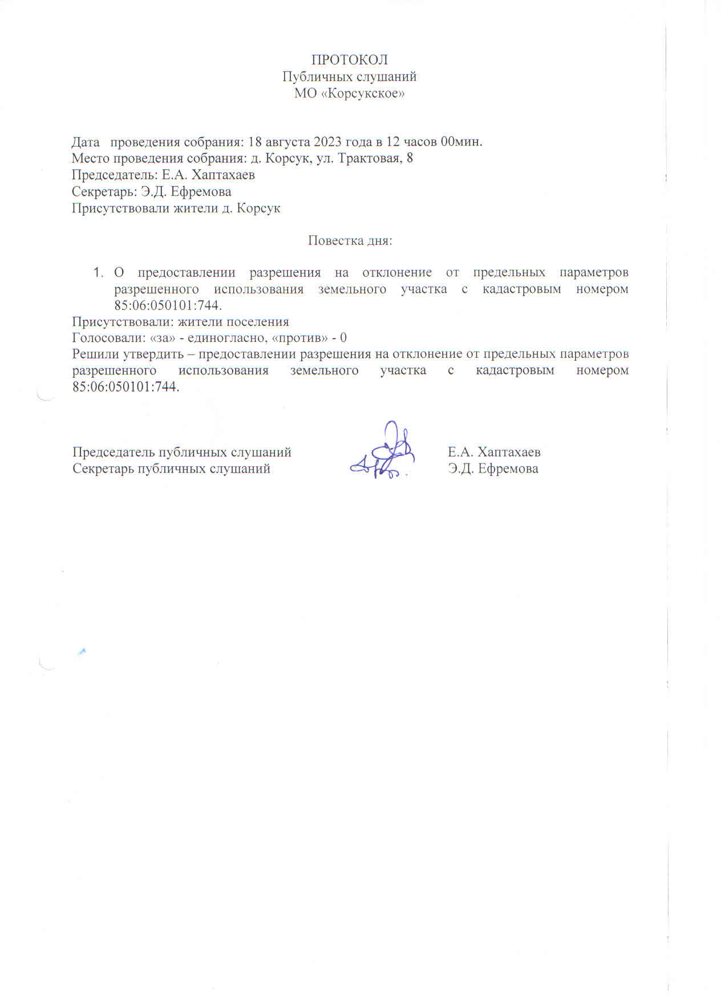 ПРОТОКОЛ
Публичных слушаний
МО «Корсукское»
Дата проведения собрания: 18 августа 2023 года в 12 часов 00мин.
Место проведения собрания: д. Корсук, ул. Трактовая, 8
Председатель: Е.А. Хаптахаев
Секретарь: Э.Д. Ефремова
Присутствовали жители д. Корсук
Повестка дня:
1. О предоставлении разрешения на отклонение от предельных параметров
разрешенного использования земельного участка с кадастровым номером
85:06:050101:744.
Присутствовали: жители поселения
Голосовали: «за» - единогласно, «против» - 0
Решили утвердить – предоставлении разрешения на отклонение от предельных параметров
разрешенного использования земельного участка с кадастровым номером
85:06:050101:744.
Председатель публичных слушаний Е.А. Хаптахаев
Секретарь публичных слушаний Э.Д. Ефремова